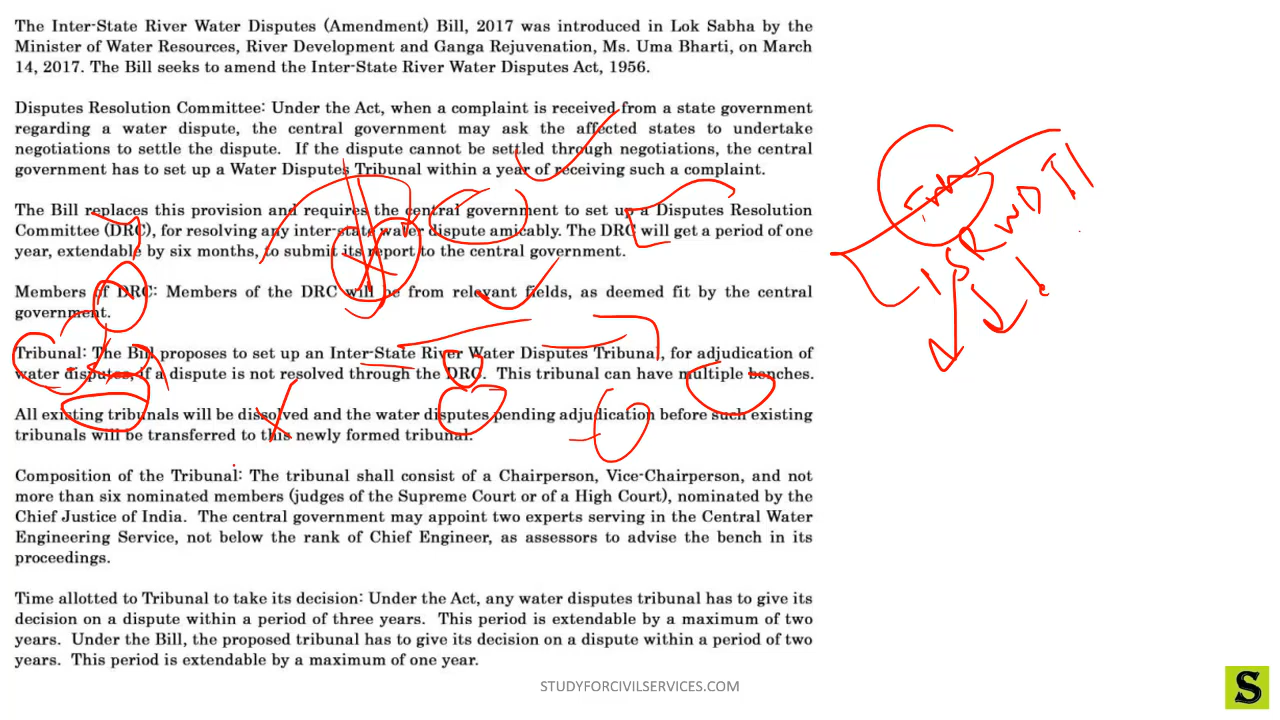 The Inter-State River Water Disputes (Amendment) Bill, 2017 was introduced in Lok Sabha by the
Minister of Water Resources, River Development and Ganga Rejuvenation, Ms. Uma Bharti, on March
14, 2017. The Bill seeks to amend the Inter-State River Water Disputes Act, 1956.
Disputes Resolution Committee: Under the Act, when a complaint is received from a state government
regarding a water dispute, the central government may ask the affected states to undertake
negotiations to settle the dispute. If the dispute cannot be settled through negotiations, the central
government has to set up a Water Disputes Tribunal within a year of receiving such a complaint.
The Bill replaces this provision and requires the central government to set up a Disputes Resolution
Committee (DRC), for resolving any inter-state water dispute amicably. The DRC will get a period of one
year, extendable by six months, to submit its report to the central government.
Members of DRC: Members of the DRC will be from relevant fields, as deemed fit by the central
government.
Tribunal: The Bill proposes to set up an Inter-State River Water Disputes Tribunal, for adjudication of
water disputes, if a dispute is not resolved through the DRC. This tribunal can have multiple benches.
All existing tribunals will be dissolved and the water disputes pending adjudication before such existing
tribunals will be transferred to this newly formed tribunal.
Composition of the Tribunal: The tribunal shall consist of a Chairperson, Vice-Chairperson, and not
more than six nominated members (judges of the Supreme Court or of a High Court), nominated by the
Chief Justice of India. The central government may appoint two experts serving in the Central Water
Engineering Service, not below the rank of Chief Engineer, as assessors to advise the bench in its
proceedings.
Time allotted to Tribunal to take its decision: Under the Act, any water disputes tribunal has to give its
decision on a dispute within a period of three years. This period is extendable by a maximum of two
years. Under the Bill, the proposed tribunal has to give its decision on a dispute within a period of two
years. This period is extendable by a maximum of one year.
STUDYFORCIVILSERVICES.COM
S